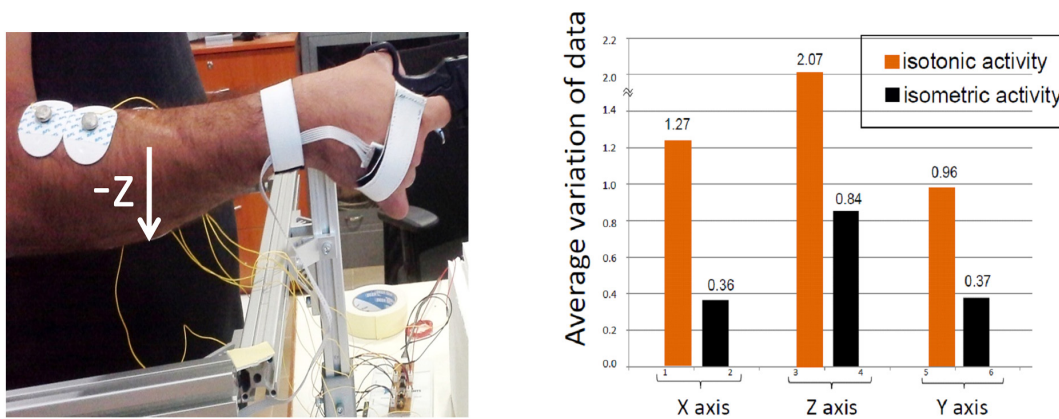 -Z
Average variation of data
2.2
2.0
1.4
1.2
1.0
0.8
0.6
0.4
0.2
0.0
isotonic activity
isometric activity
1.27
0.36
2.07
0.84
0.96
0.37
1 2 3 4 5 6
X axis Z axis Y axis